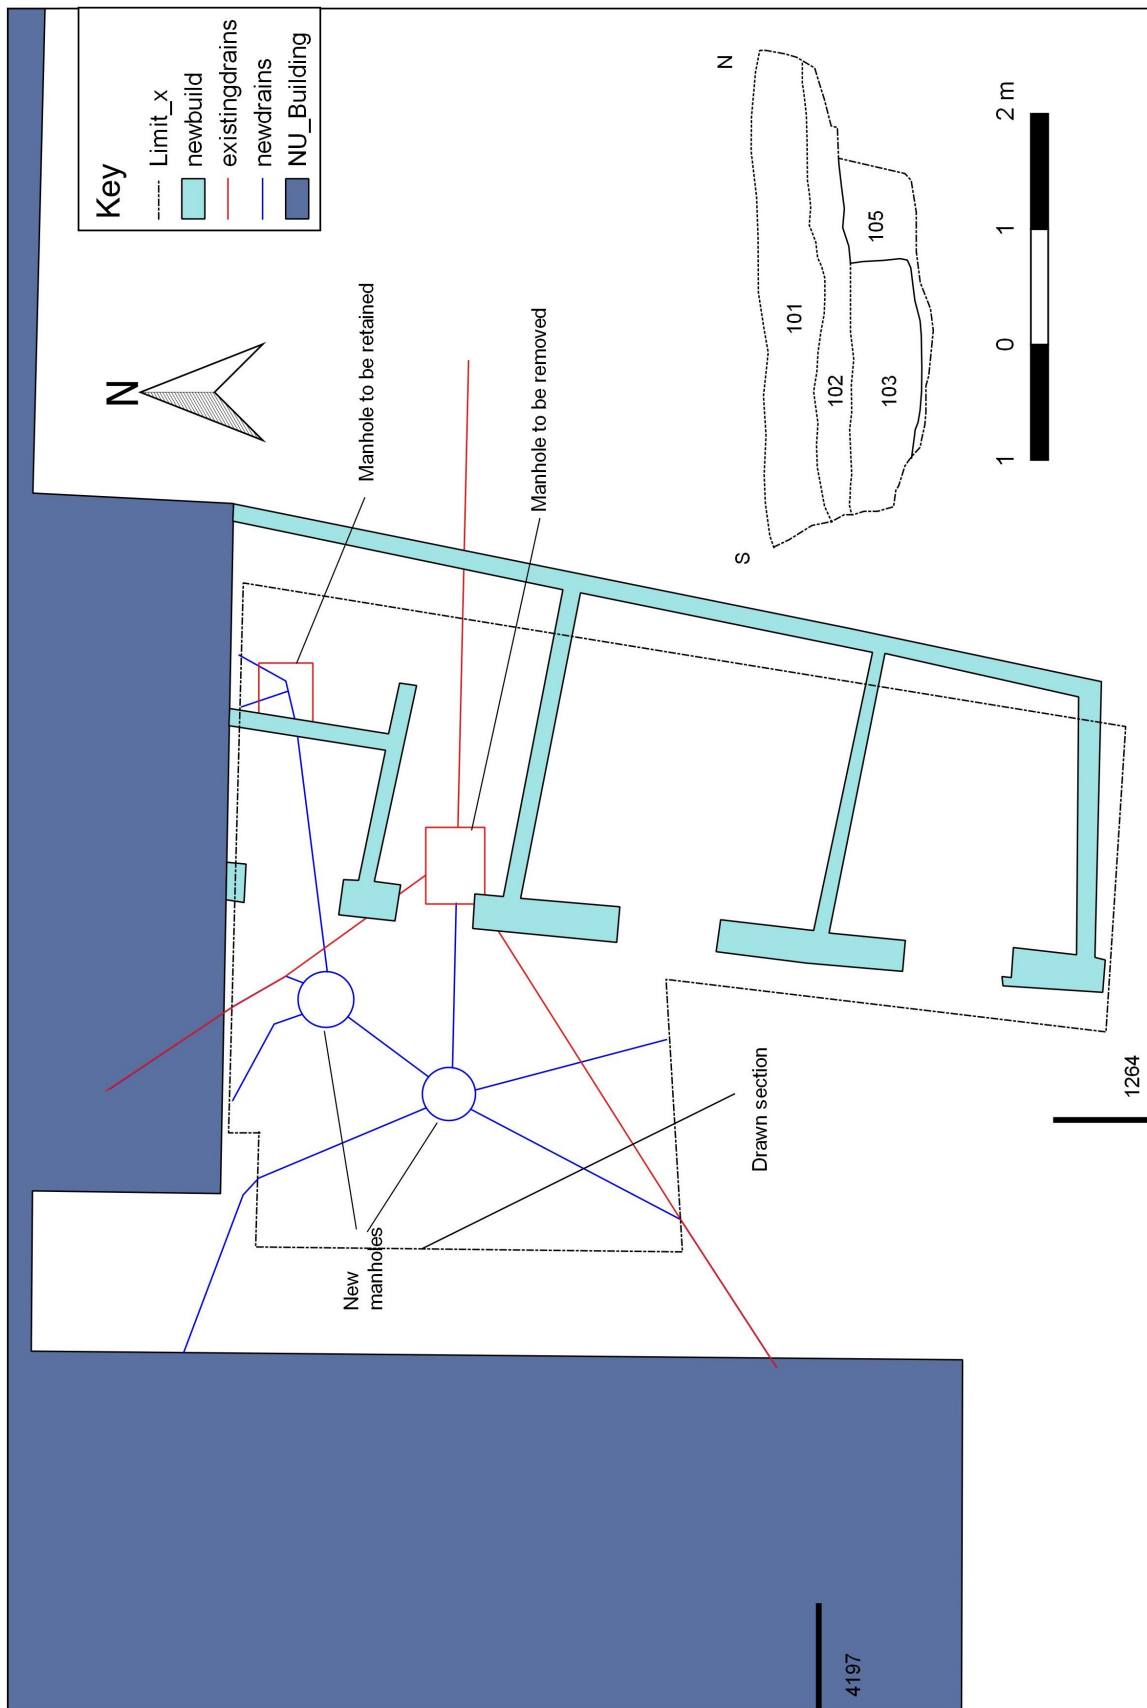 Key
Limit_x
newbuild
existingdrains
newdrains
NU_Building
N
Manhole to be retained
Manhole to be removed
New
manholes
Drawn section
S
N
101
102
103
105
1
0
1
2 m
4197
1264